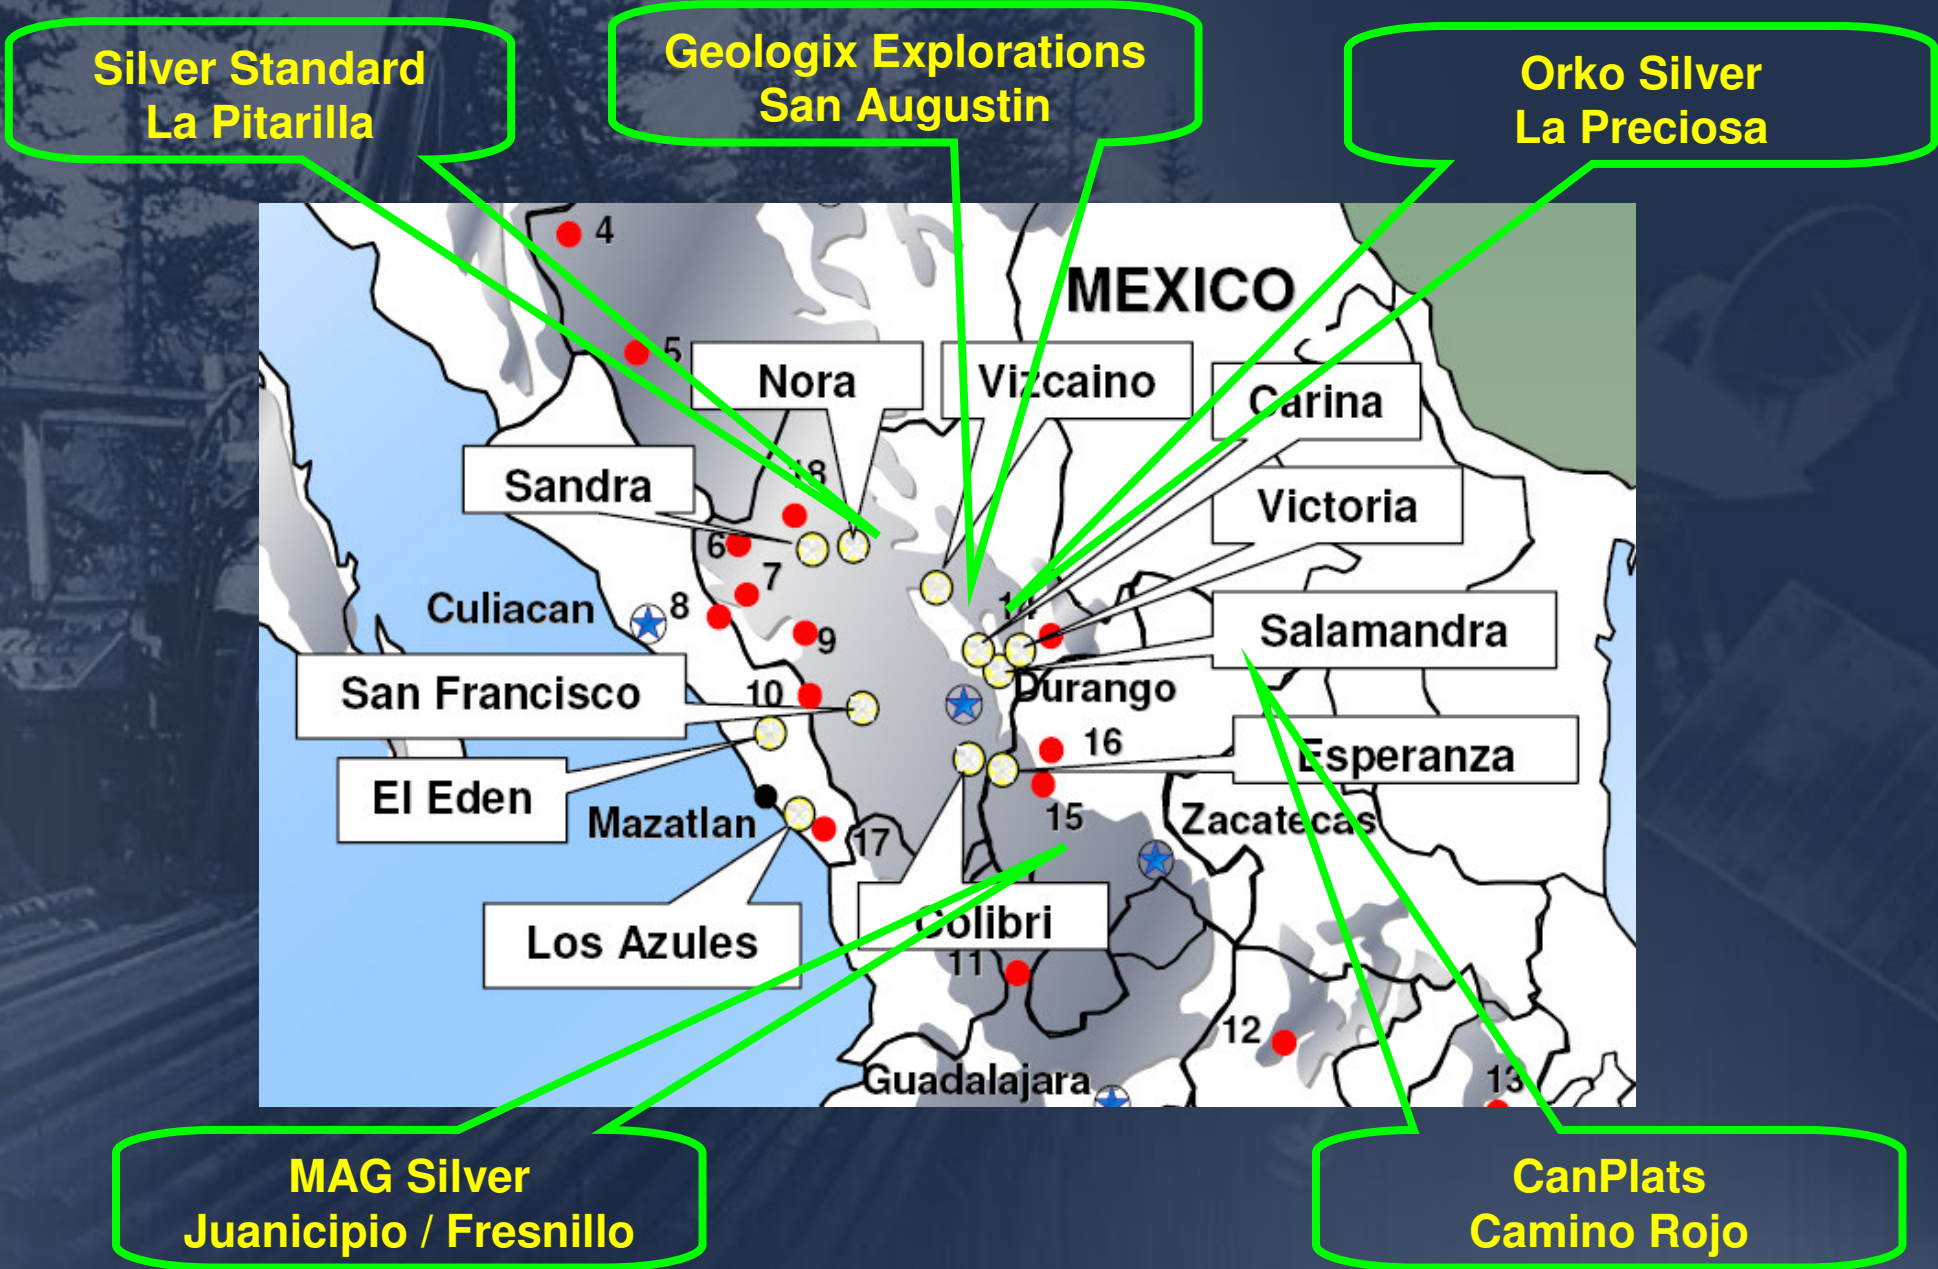 Silver Standard
La Pitarilla
Geologix Explorations
San Augustin
Orko Silver
La Preciosa
4
MEXICO
5
Nora
Vizcaino
Carina
18
Sandra
Victoria
6
7
Culiacan
8
14
9
Salamandra
San Francisco
10
Durango
16
Esperanza
El Eden
Mazatlan
15
Zacatecas
17
Los Azules
Colibri
11
12
Guadalajara
13
MAG Silver
Juanicipio / Fresnillo
CanPlats
Camino Rojo